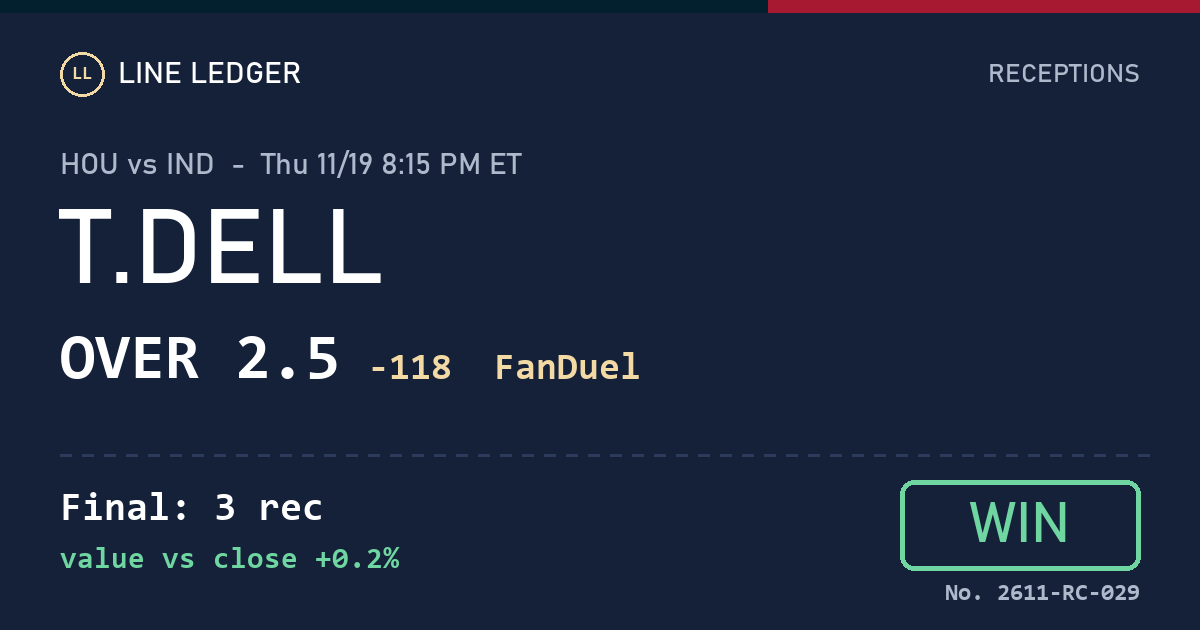 LL LINE LEDGER RECEPTIONS
HOU vs IND - Thu 11/19 8:15 PM ET
T.DELL
OVER 2.5 -118 FanDuel
Final: 3 rec
value vs close +0.2%
WIN
No. 2611-RC-029